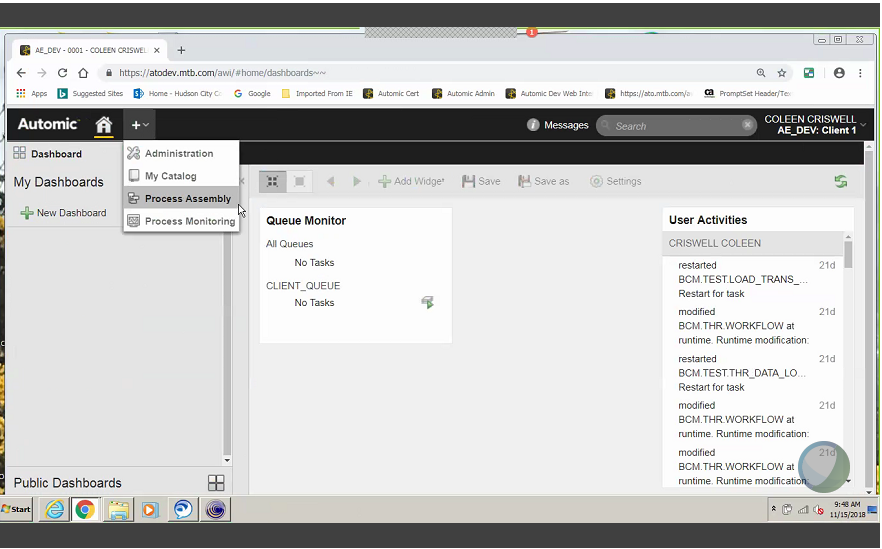 1
AE_DEV - 0001 - COLEEN CRISWEL
https://atodev.mtb.com/awi/#home/dashboards~~
Apps Suggested Sites Home - Hudson City Co Google Imported From IE Automic Cert Automic Admin Automic Dev Web Inte https://ato.mtb.com/a PromptSet Header/Tex
Automic Messages Search COLEEN CRISWELL
AE_DEV: Client 1
Dashboard
My Dashboards
New Dashboard
Administration
My Catalog
Process Assembly
Process Monitoring
Add Widget* Save Save as Settings
Queue Monitor
All Queues
No Tasks
CLIENT_QUEUE
No Tasks
User Activities
CRISWELL COLEEN
restarted 21d
BCM.TEST.LOAD_TRANS_...
Restart for task
modified 21d
BCM.THR.WORKFLOW at
runtime. Runtime modification:
restarted 21d
BCM.TEST.THR_DATA_LO...
Restart for task
modified 21d
BCM.THR.WORKFLOW at
runtime. Runtime modification:
modified 21d
BCM.THR.WORKFLOW at
runtime. Runtime modification:
Public Dashboards
Start
9:48 AM
11/15/2018